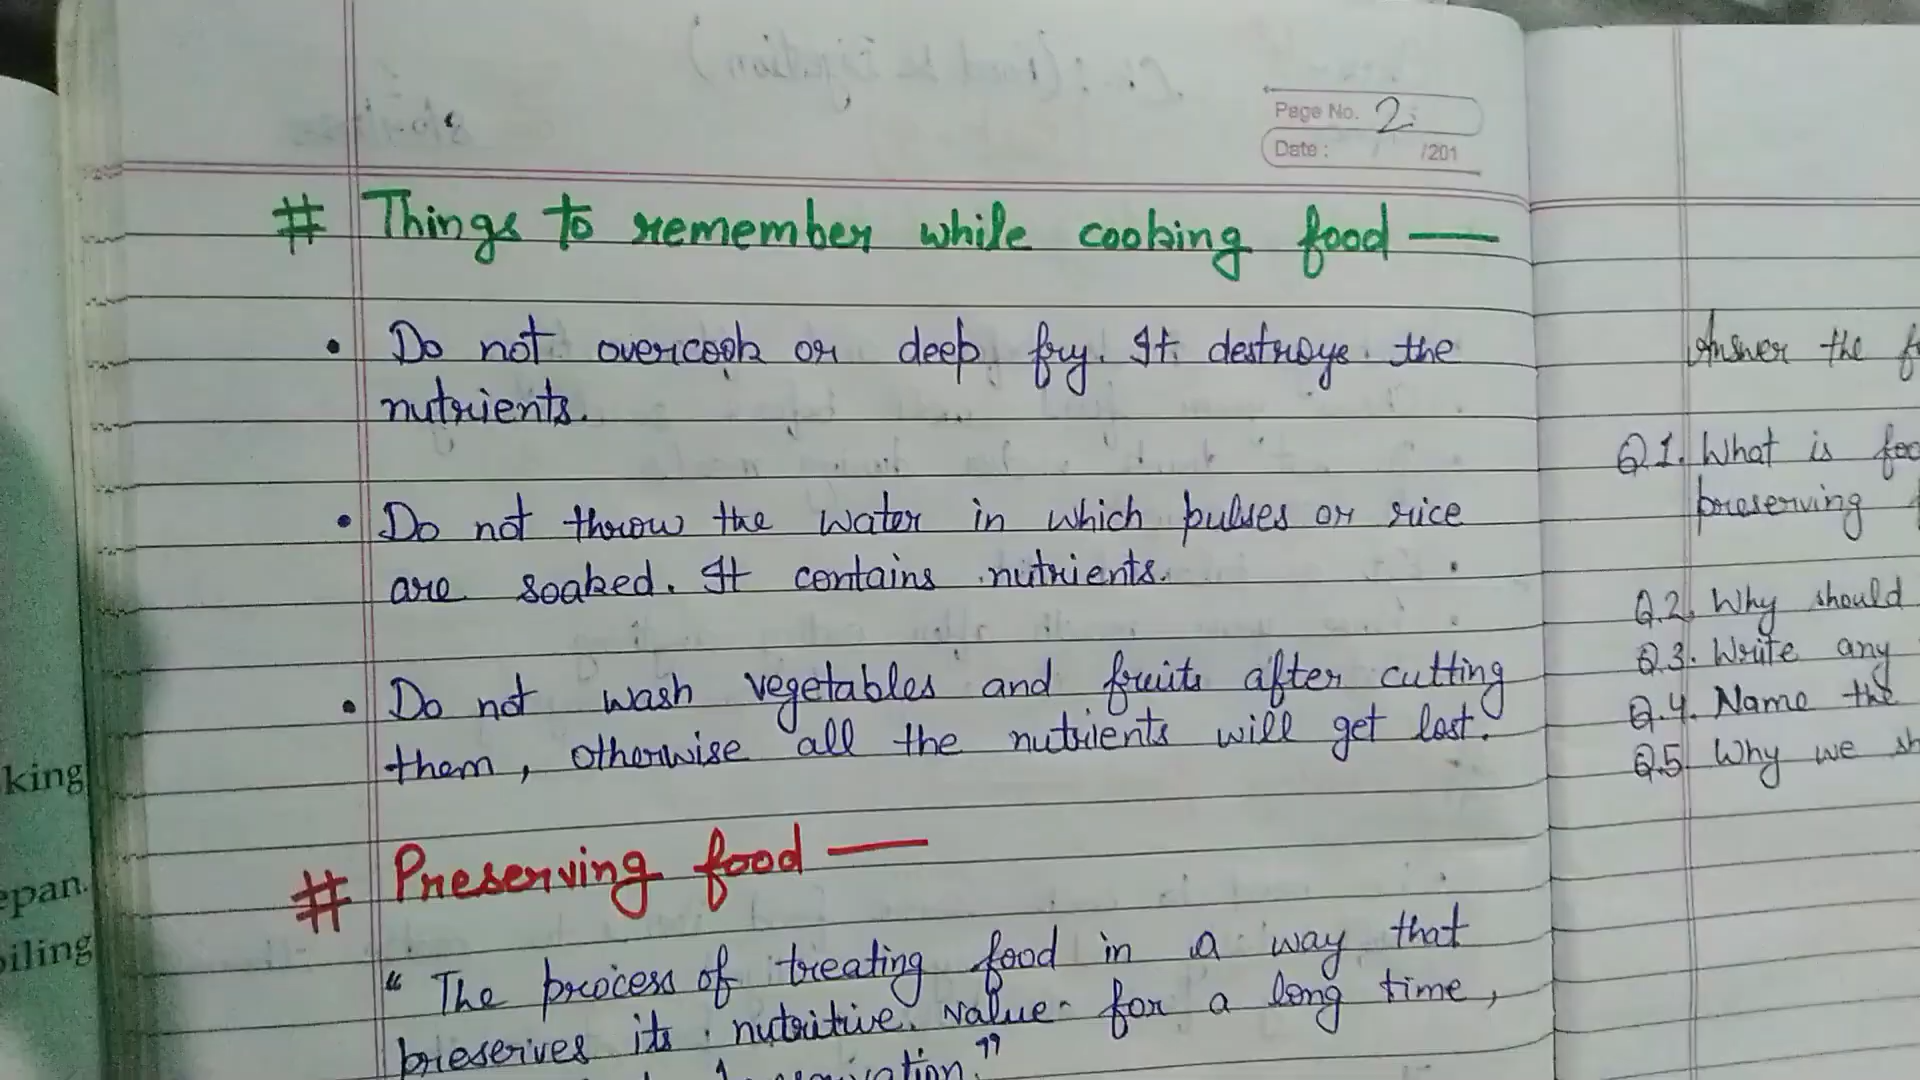 Page No. 2
Date : / /201
# Things to remember while cooking food —
• Do not overcook or deep fry. It destroys the
nutrients.
• Do not throw the water in which pulses or rice
are soaked. It contains nutrients.
• Do not wash vegetables and fruits after cutting
them, otherwise all the nutrients will get lost.
# Preserving food —
“ The process of treating food in a way that
preserves its nutritive value for a long time,
”
Answer the
Q1. What is
preserving
Q.2. Why should
Q.3. Write any
Q.4. Name the
Q.5 Why we
king
epan.
oiling